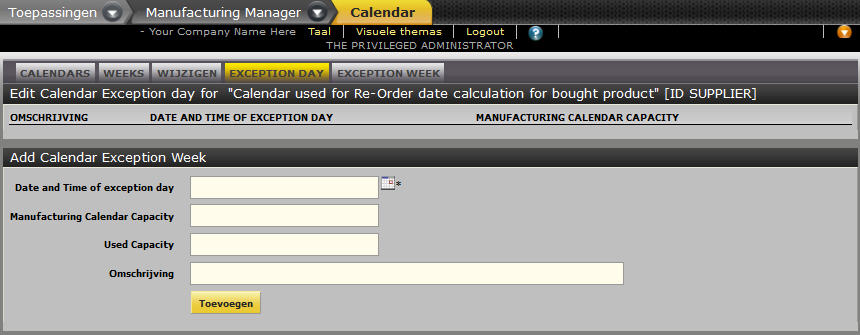 Toepassingen Manufacturing Manager Calendar
- Your Company Name Here Taal Visuele themas Logout ?
THE PRIVILEGED ADMINISTRATOR
CALENDARS WEEKS WIJZIGEN EXCEPTION DAY EXCEPTION WEEK
Edit Calendar Exception day for "Calendar used for Re-Order date calculation for bought product" [ID SUPPLIER]
OMSCHRIJVING DATE AND TIME OF EXCEPTION DAY MANUFACTURING CALENDAR CAPACITY
Add Calendar Exception Week
Date and Time of exception day *
Manufacturing Calendar Capacity
Used Capacity
Omschrijving
Toevoegen